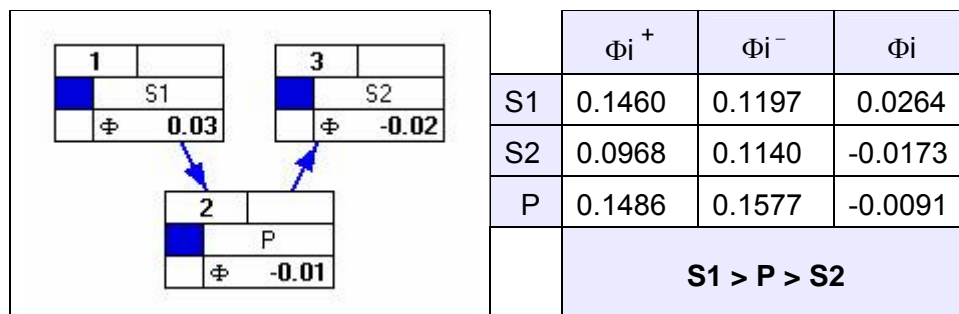 1
S1
Φ 0.03
3
S2
Φ -0.02
2
P
Φ -0.01
Φi⁺ Φi⁻ Φi
S1 0.1460 0.1197 0.0264
S2 0.0968 0.1140 -0.0173
P 0.1486 0.1577 -0.0091
S1 > P > S2